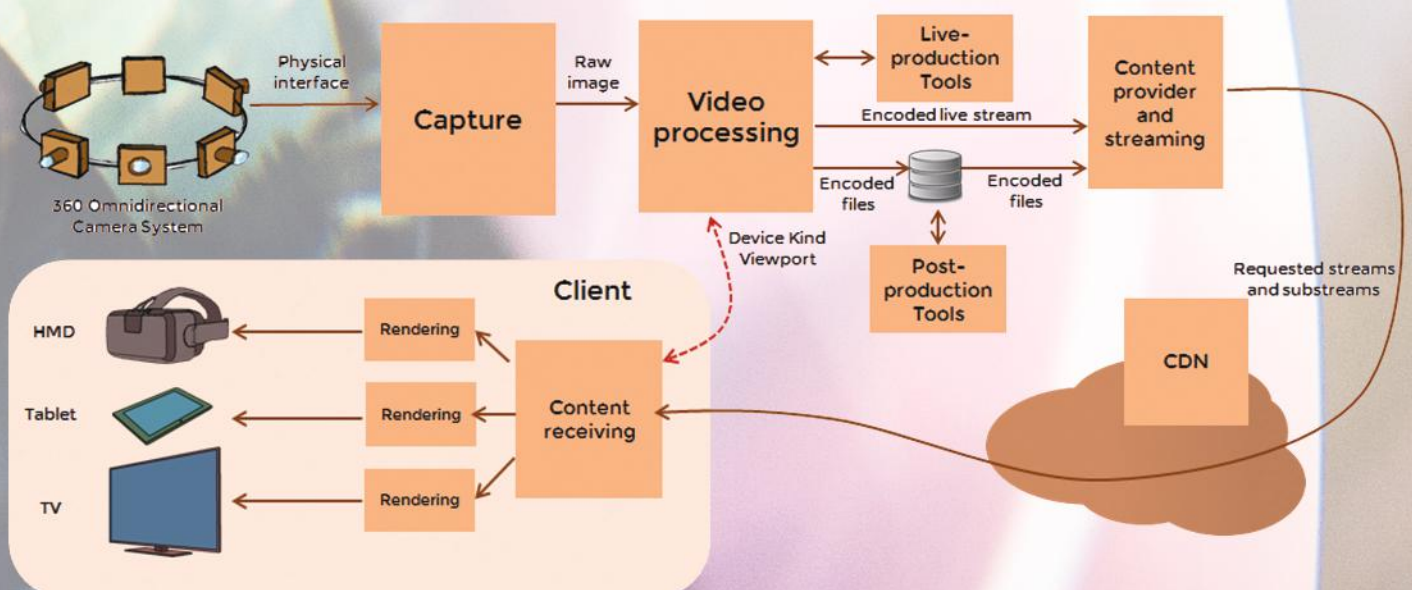 Physical
interface
Raw
image
Capture
Video
processing
Live-
production
Tools
Content
provider
and
streaming
Encoded live stream
Encoded
files
Encoded
files
360 Omnidirectional
Camera System
Device Kind
Viewport
Post-
production
Tools
Requested streams
and substreams
CDN
Client
HMD
Rendering
Tablet
Rendering
Content
receiving
TV
Rendering